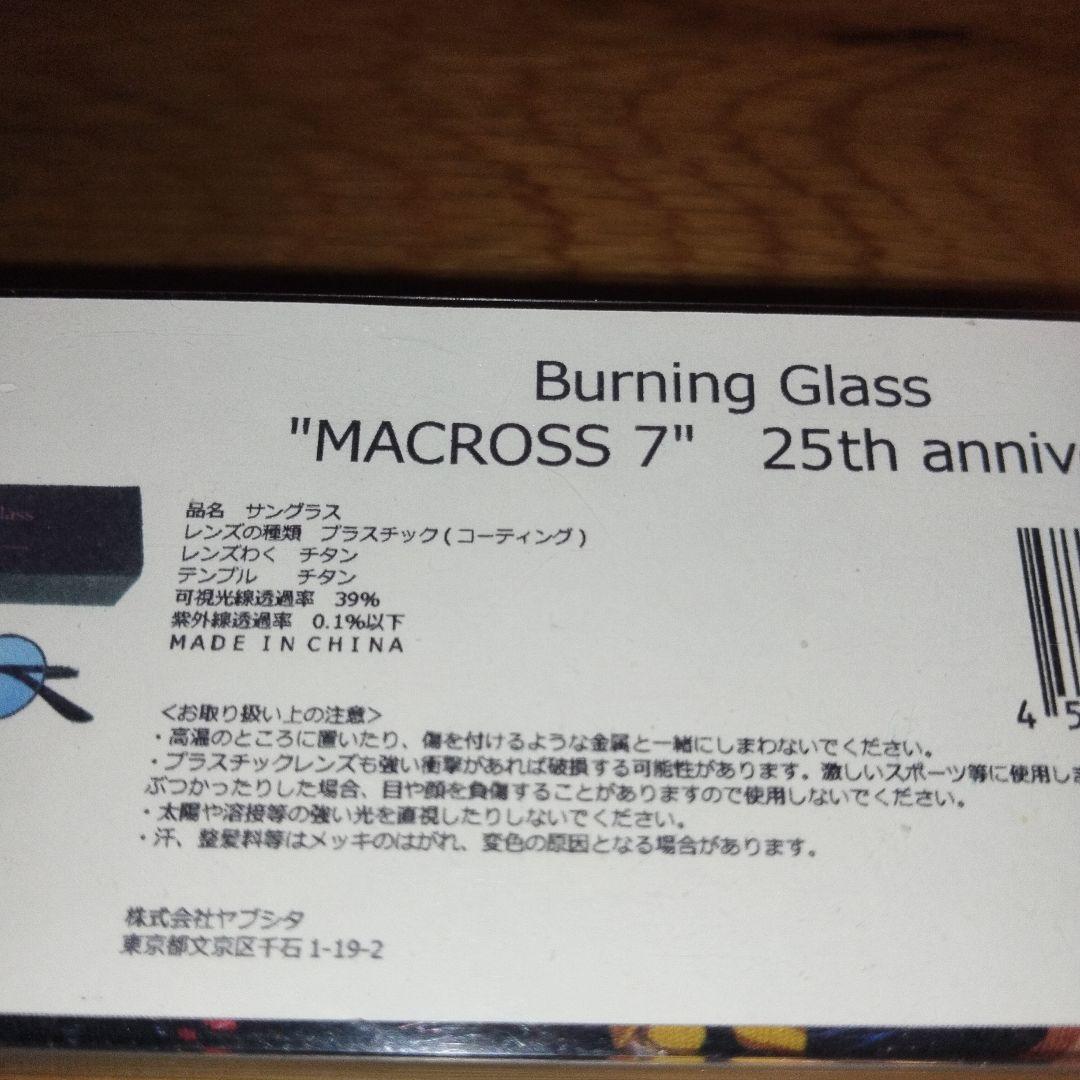 Burning Glass
"MACROSS 7" 25th anniv
lass
品名 サングラス
レンズの種類 プラスチック(コーティング)
レンズわく チタン
テンプル チタン
可視光線透過率 39%
紫外線透過率 0.1%以下
MADE IN CHINA
<お取り扱い上の注意>
・高温のところに置いたり、傷を付けるような金属と一緒にしまわないでください。
・プラスチックレンズも強い衝撃があれば破損する可能性があります。激しいスポーツ等に使用しま
ぶつかったりした場合、目や顔を負傷することがありますので使用しないでください。
・太陽や溶接等の強い光を直視したりしないでください。
・汗、整髪料等はメッキのはがれ、変色の原因となる場合があります。
45
株式会社ヤブシタ
東京都文京区千石1-19-2